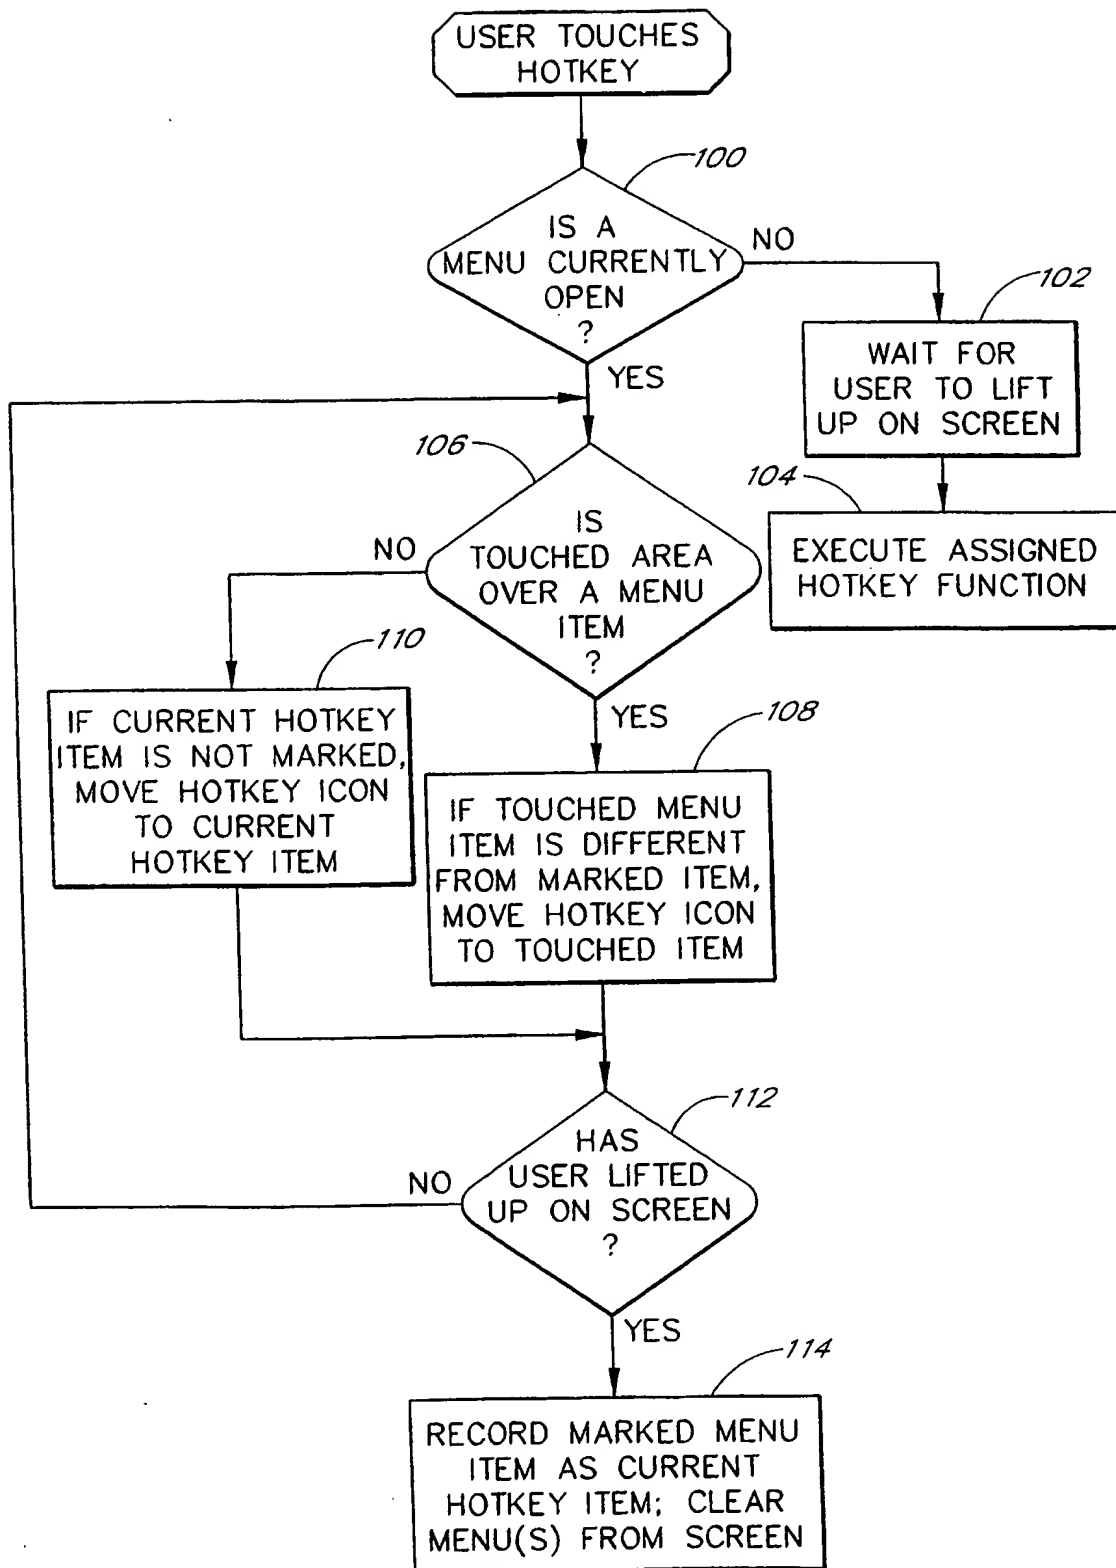 USER TOUCHES
HOTKEY
100
IS A
MENU CURRENTLY
OPEN
?
NO
YES
102
WAIT FOR
USER TO LIFT
UP ON SCREEN
104
EXECUTE ASSIGNED
HOTKEY FUNCTION
106
IS
TOUCHED AREA
OVER A MENU
ITEM
?
NO
YES
110
IF CURRENT HOTKEY
ITEM IS NOT MARKED,
MOVE HOTKEY ICON
TO CURRENT
HOTKEY ITEM
108
IF TOUCHED MENU
ITEM IS DIFFERENT
FROM MARKED ITEM,
MOVE HOTKEY ICON
TO TOUCHED ITEM
112
HAS
USER LIFTED
UP ON SCREEN
?
NO
YES
114
RECORD MARKED MENU
ITEM AS CURRENT
HOTKEY ITEM; CLEAR
MENU(S) FROM SCREEN